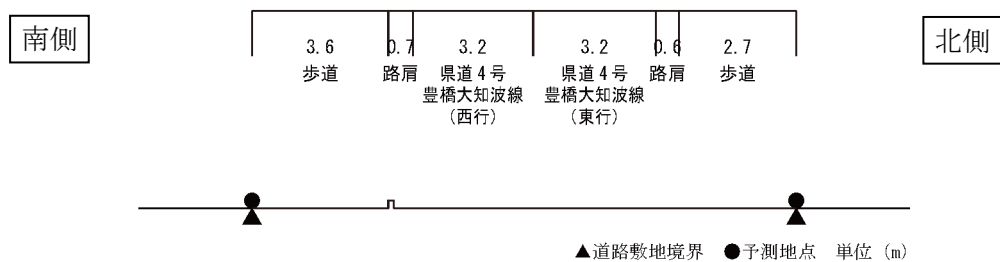 南側
北側
3.6
0.7
3.2
3.2
0.6
2.7
歩道
路肩
県道4号
県道4号
路肩
歩道
豊橋大知波線
豊橋大知波線
（西行）
（東行）
▲道路敷地境界 ●予測地点 単位（m）